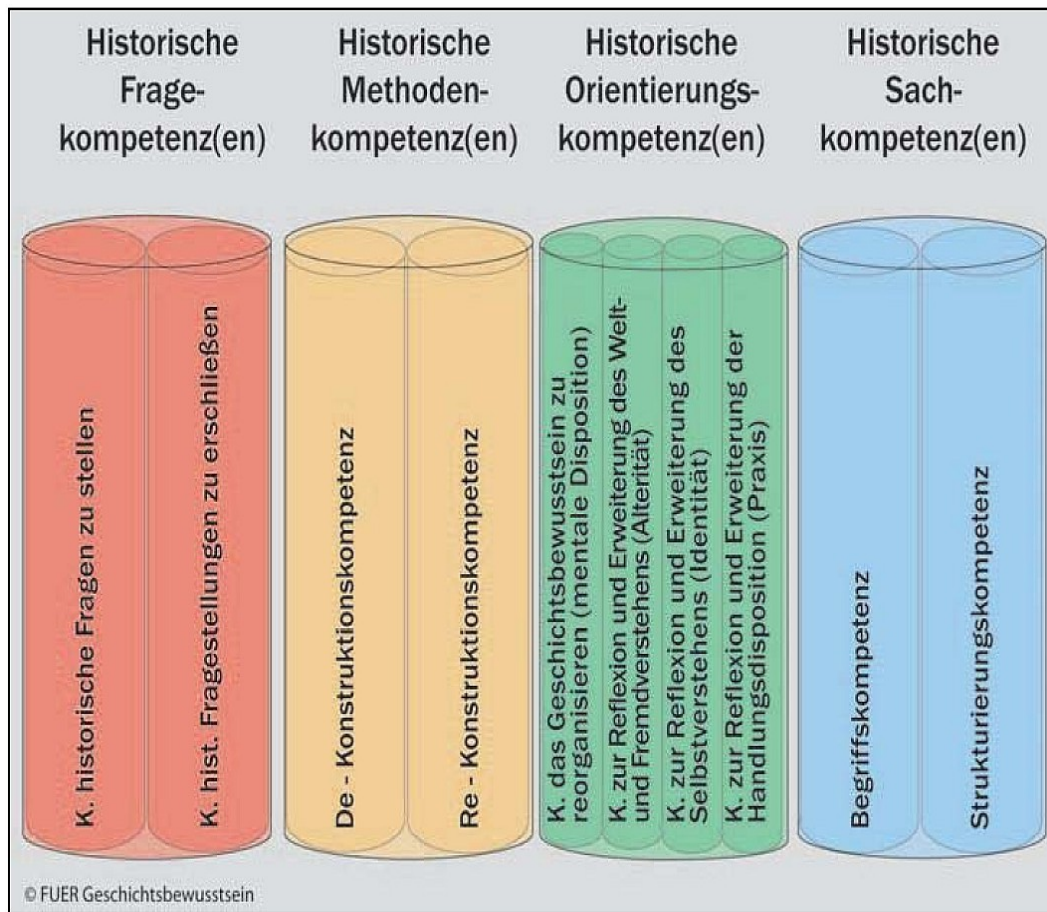 Historische
Frage-
kompetenz(en)
Historische
Methoden-
kompetenz(en)
Historische
Orientierungs-
kompetenz(en)
Historische
Sach-
kompetenz(en)
K. historische Fragen zu stellen
K. hist. Fragestellungen zu erschließen
De - Konstruktionskompetenz
Re - Konstruktionskompetenz
K. das Geschichtsbewusstsein zu
reorganisieren (mentale Disposition)
K. zur Reflexion und Erweiterung des Welt-
und Fremdverstehens (Alterität)
K. zur Reflexion und Erweiterung des
Selbstverstehens (Identität)
K. zur Reflexion und Erweiterung der
Handlungsdisposition (Praxis)
Begriffskompetenz
Strukturierungskompetenz
© FUER Geschichtsbewusstsein